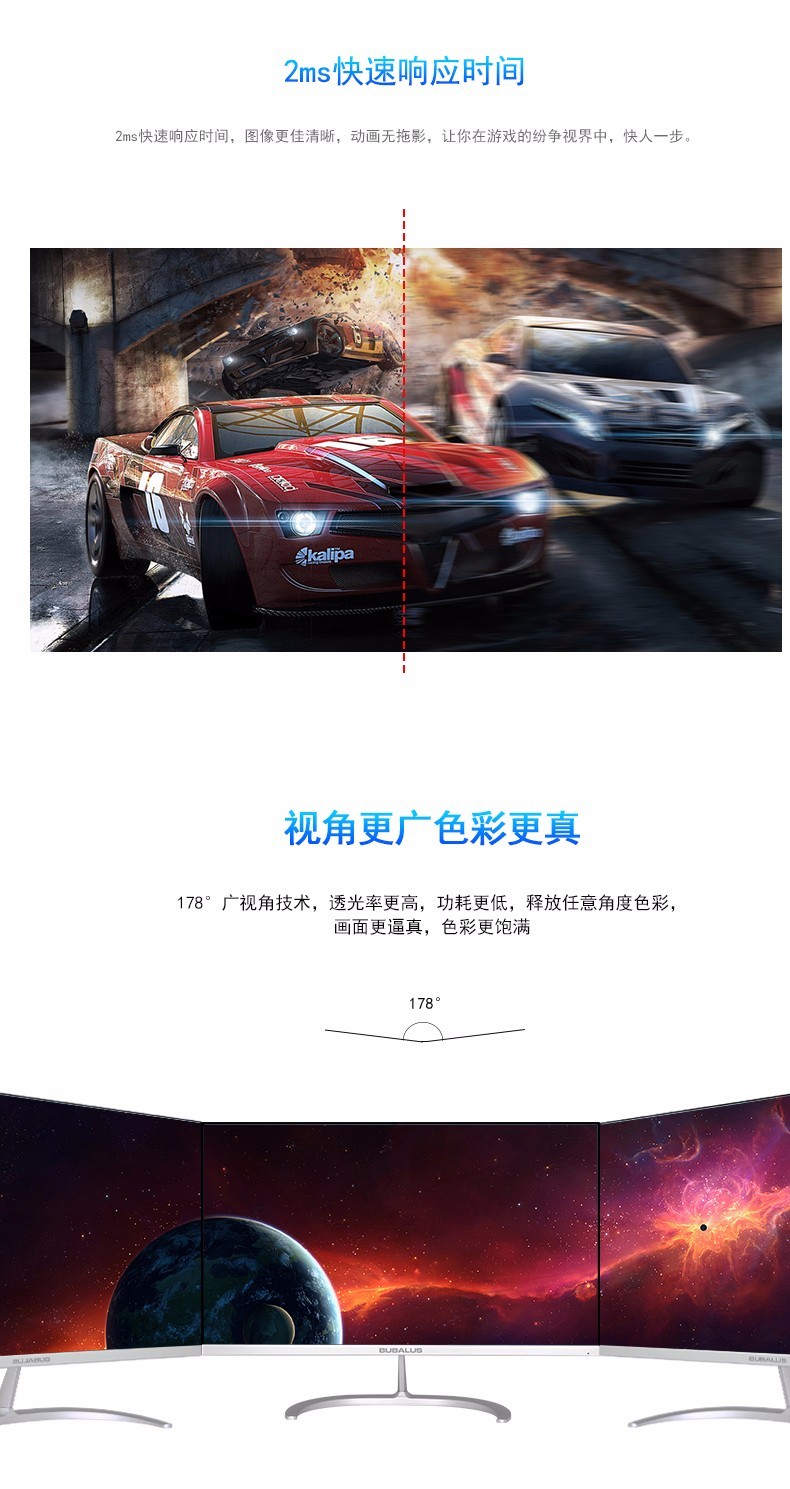 2ms快速响应时间
2ms快速响应时间，图像更佳清晰，动画无拖影，让你在游戏的纷争视界中，快人一步。
16
kalipa
视角更广色彩更真
178°广视角技术，透光率更高，功耗更低，释放任意角度色彩，
画面更逼真，色彩更饱满
178°
BUBALUS
BUBALUS